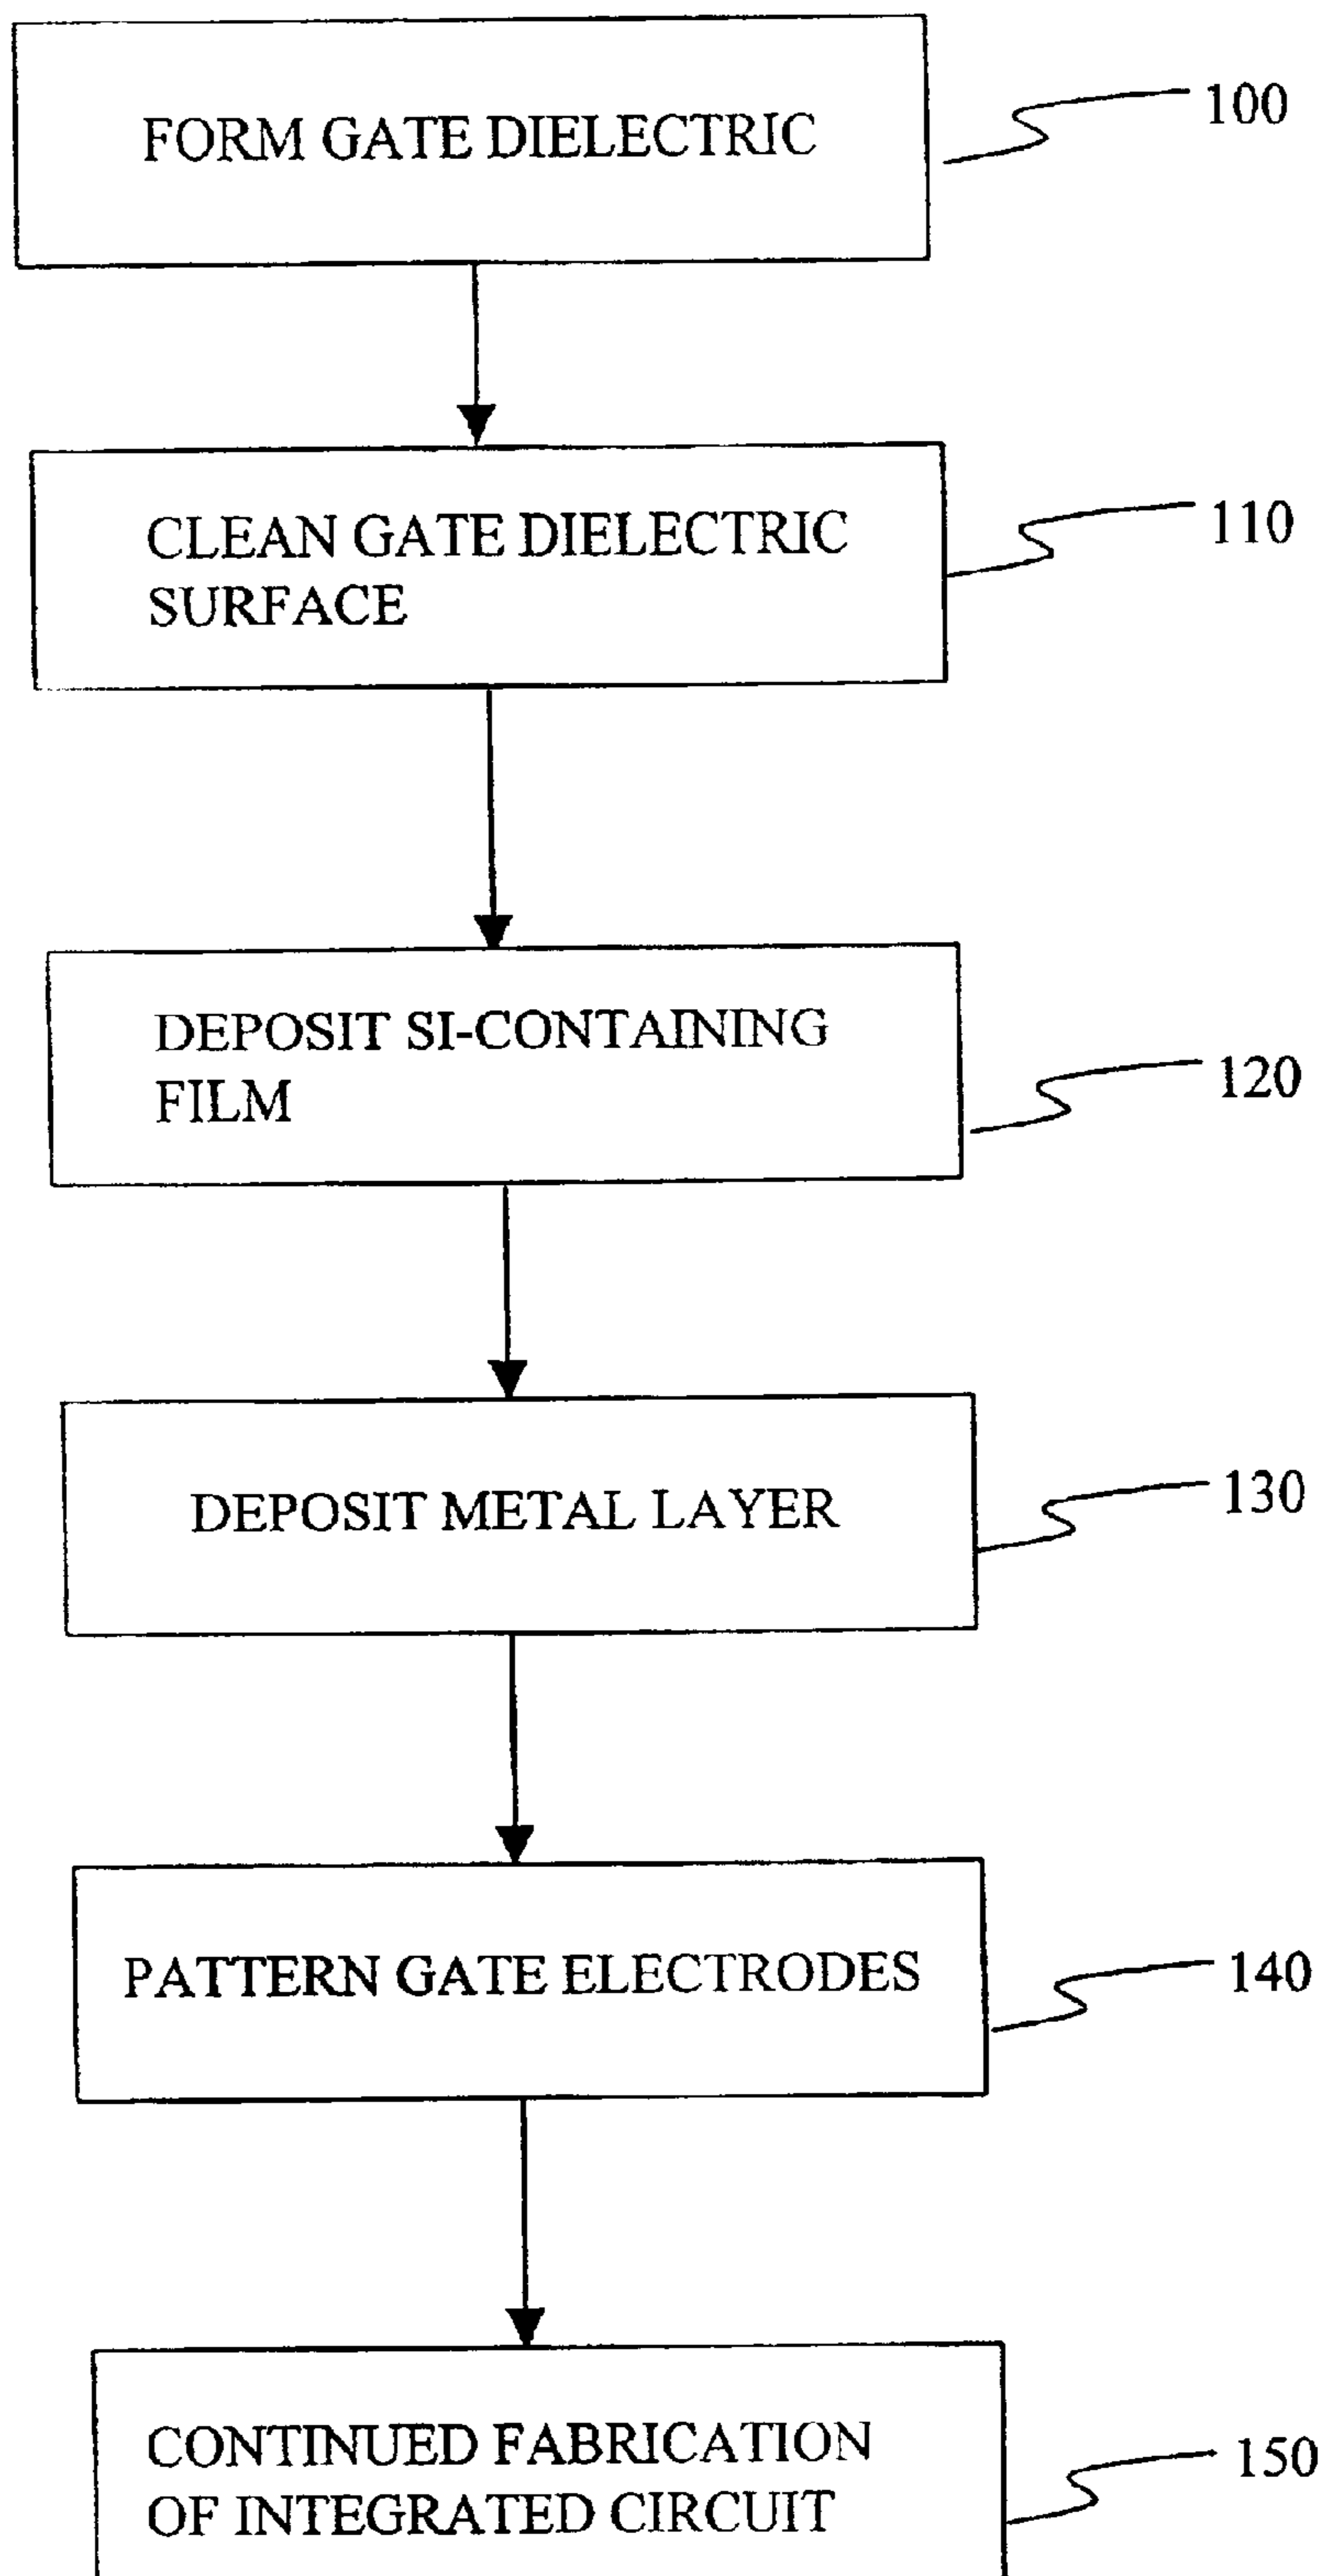 FORM GATE DIELECTRIC
100
CLEAN GATE DIELECTRIC
SURFACE
110
DEPOSIT SI-CONTAINING
FILM
120
DEPOSIT METAL LAYER
130
PATTERN GATE ELECTRODES
140
CONTINUED FABRICATION
OF INTEGRATED CIRCUIT
150